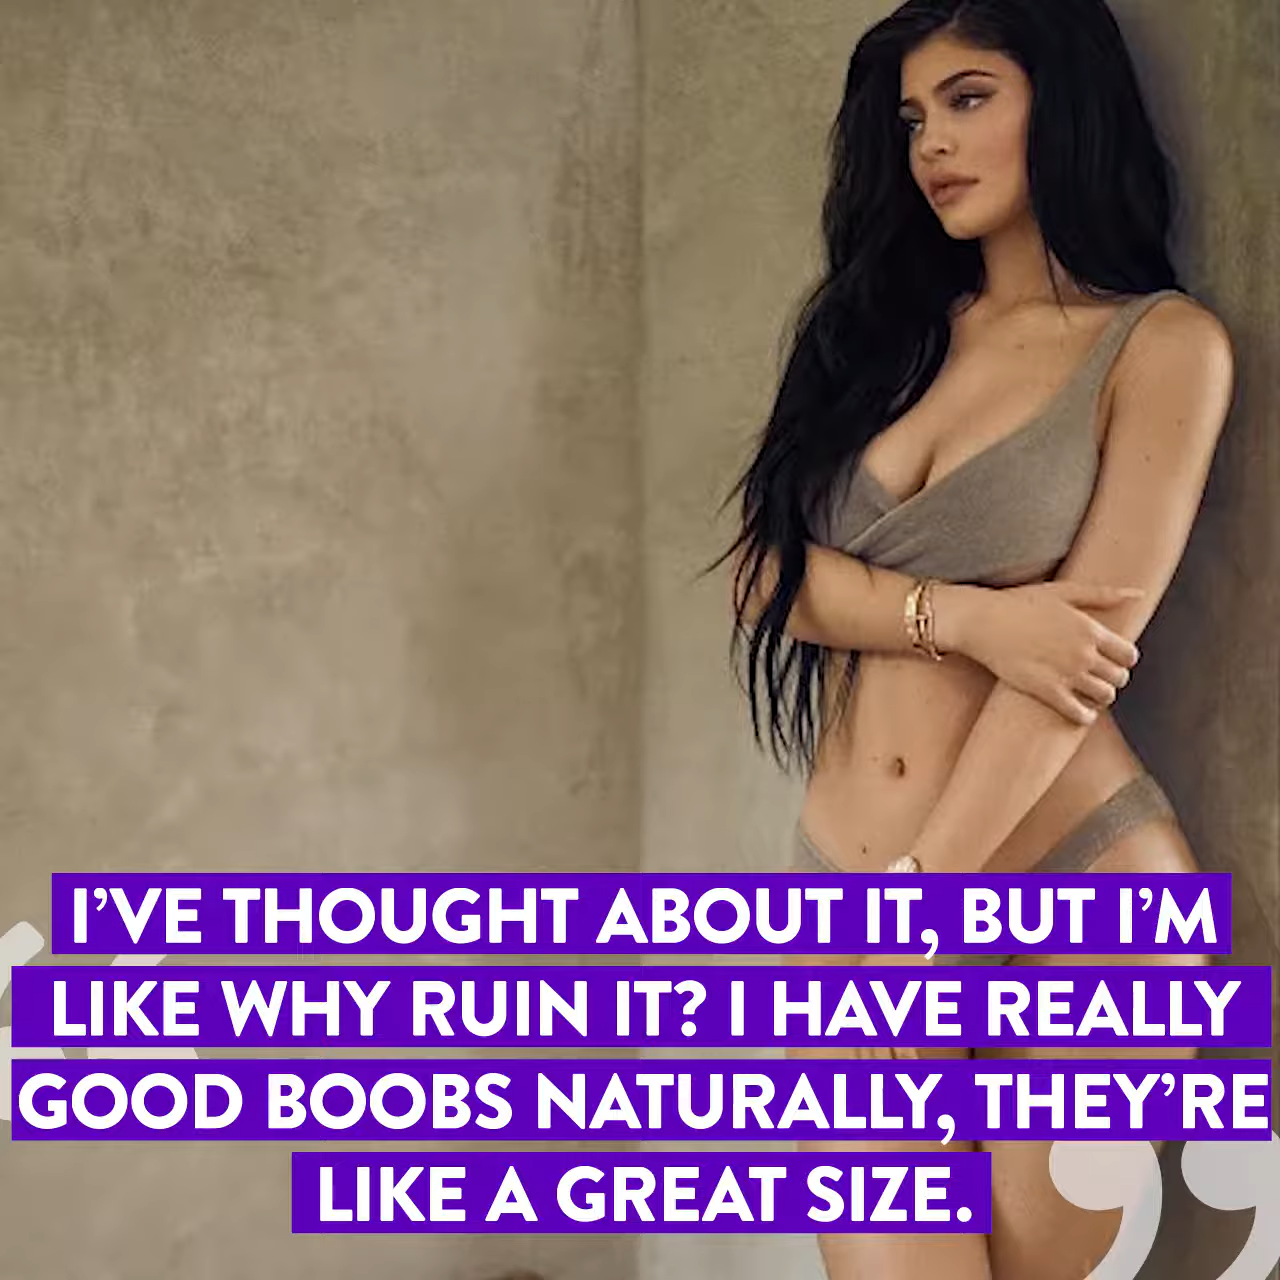 I’VE THOUGHT ABOUT IT, BUT I’M
LIKE WHY RUIN IT? I HAVE REALLY
GOOD BOOBS NATURALLY, THEY’RE
LIKE A GREAT SIZE.